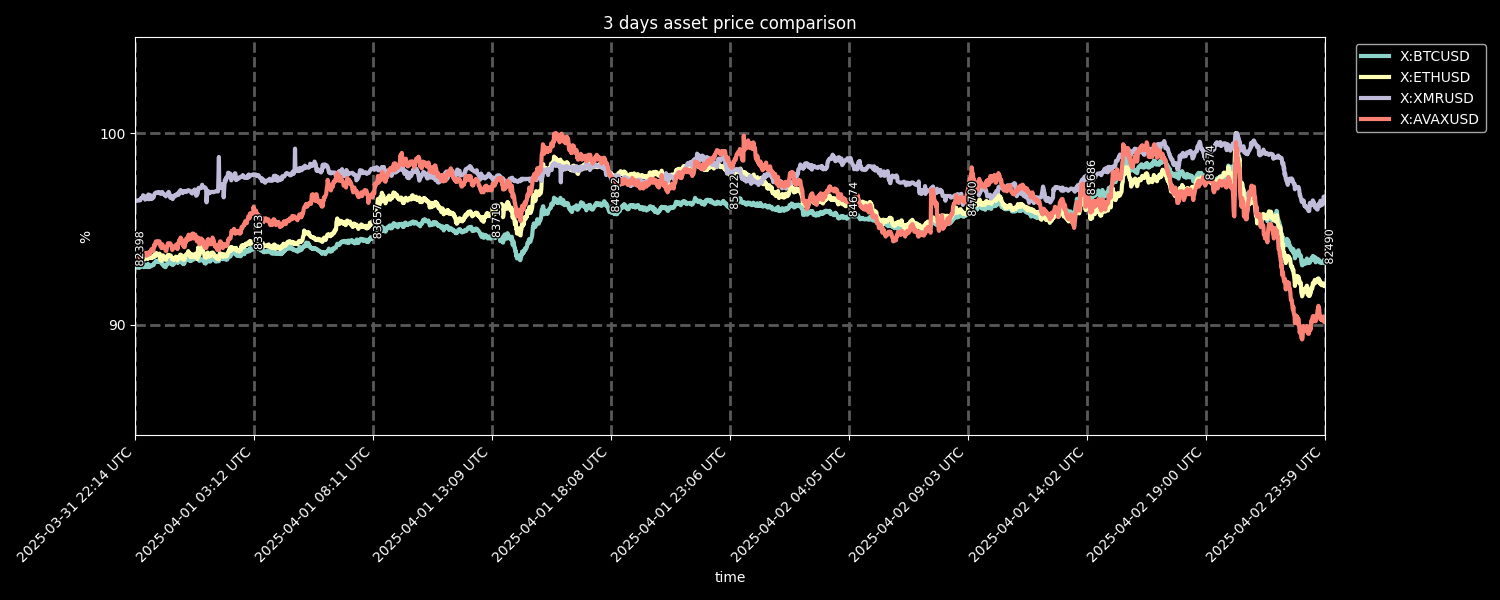 3 days asset price comparison
X:BTCUSD
X:ETHUSD
X:XMRUSD
X:AVAXUSD
100
90
%
82398
83163
83657
83719
84892
85022
84674
84700
85686
86374
82490
2025-03-31 22:14 UTC
2025-04-01 03:12 UTC
2025-04-01 08:11 UTC
2025-04-01 13:09 UTC
2025-04-01 18:08 UTC
2025-04-01 23:06 UTC
2025-04-02 04:05 UTC
2025-04-02 09:03 UTC
2025-04-02 14:02 UTC
2025-04-02 19:00 UTC
2025-04-02 23:59 UTC
time